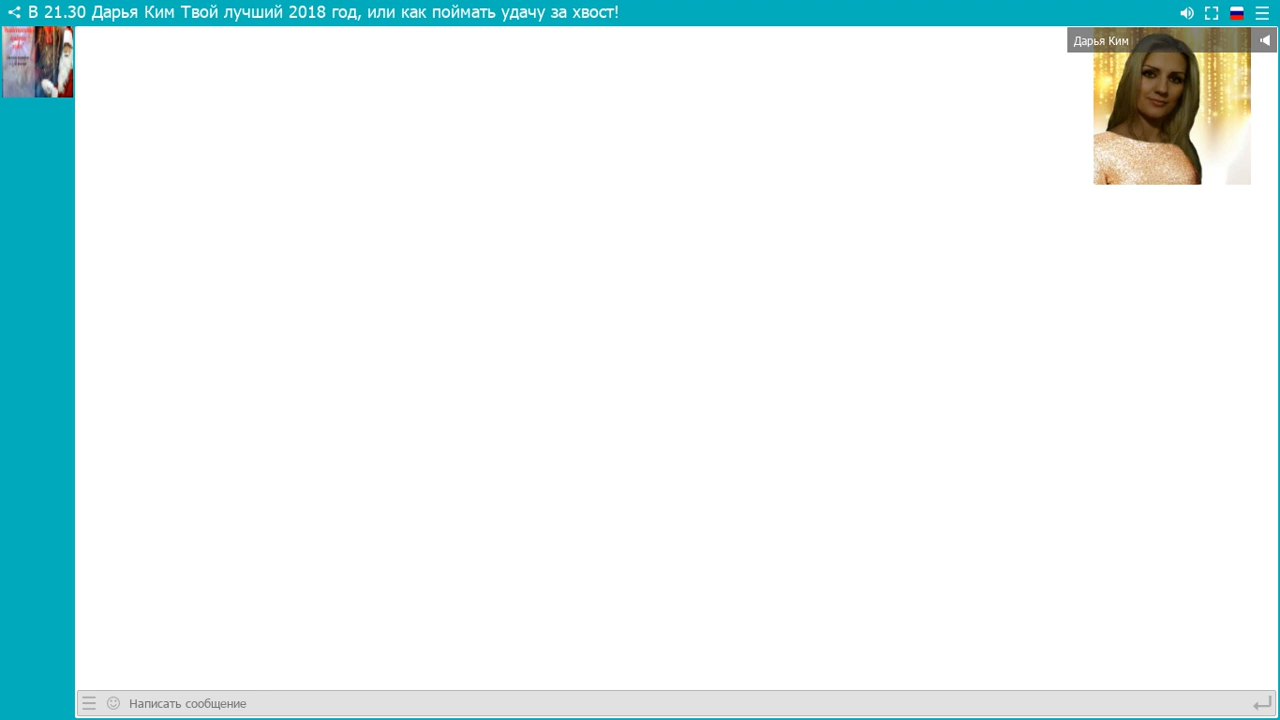 В 21.30 Дарья Ким Твой лучший 2018 год, или как поймать удачу за хвост!
Дарья Ким
Написать сообщение